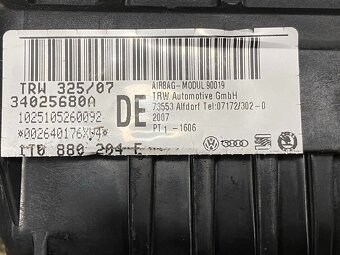 TRW 325/07
34025680A
1025105260092
*002640176XW4*
1T0 880 204 E
DE
AIRBAG-MODUL 90019
TRW Automotive GmbH
73553 Alfdorf Tel:07172/302-0
2007
PT1 -1606